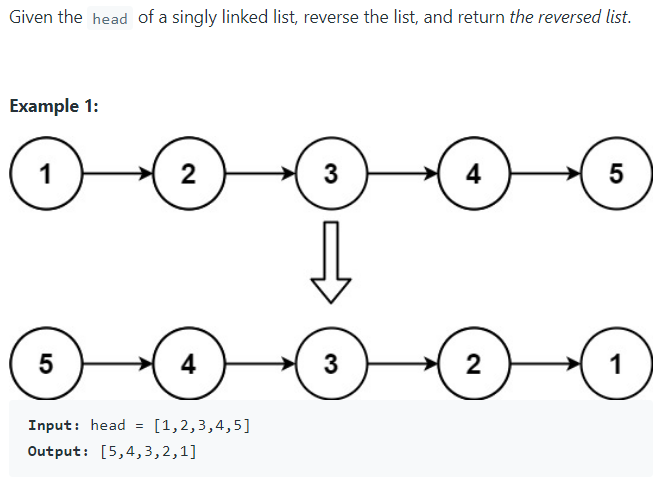 Given the head of a singly linked list, reverse the list, and return the reversed list.
Example 1:
1 2 3 4 5
5 4 3 2 1
Input: head = [1,2,3,4,5]
Output: [5,4,3,2,1]